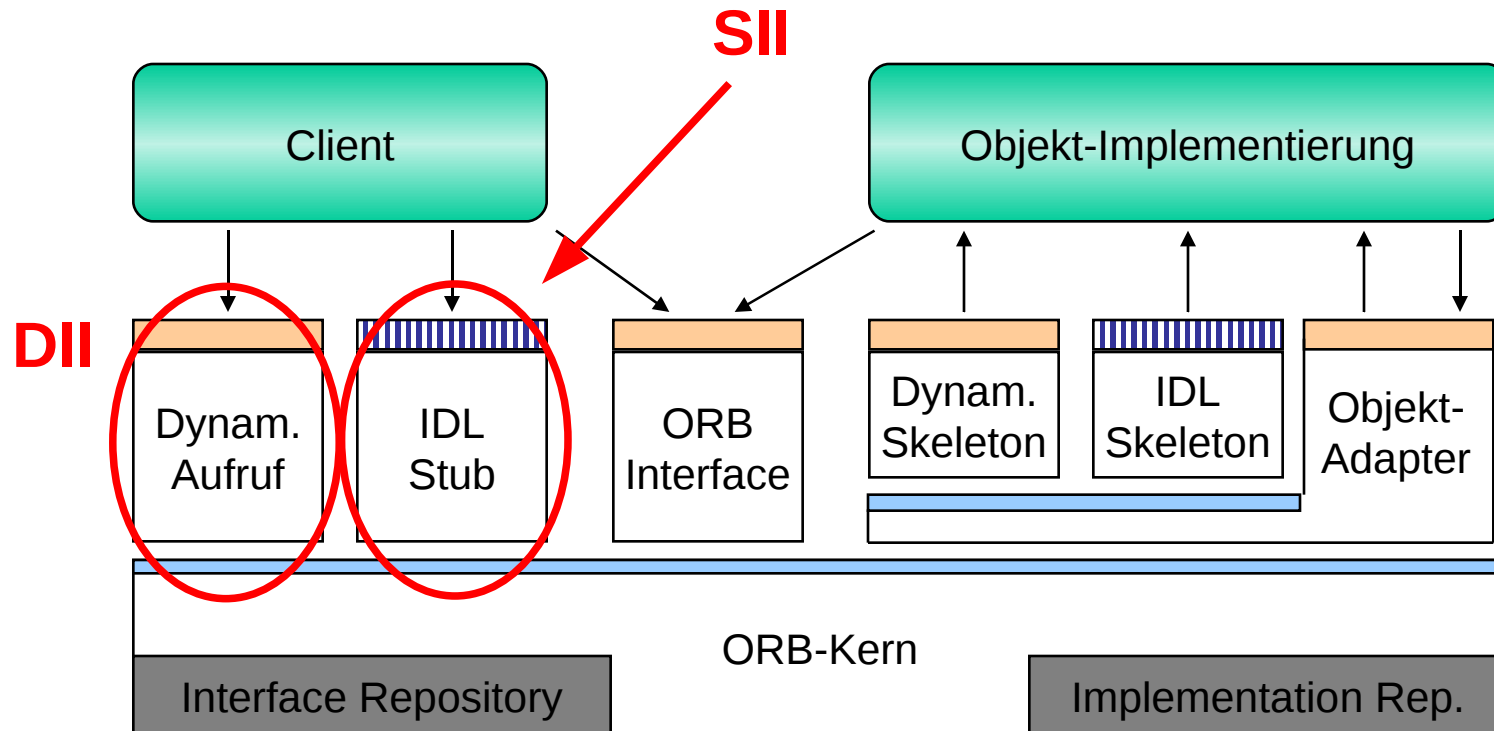 SII
Client
Objekt-Implementierung
DII
Dynam.
Aufruf
IDL
Stub
ORB
Interface
Dynam.
Skeleton
IDL
Skeleton
Objekt-
Adapter
ORB-Kern
Interface Repository
Implementation Rep.